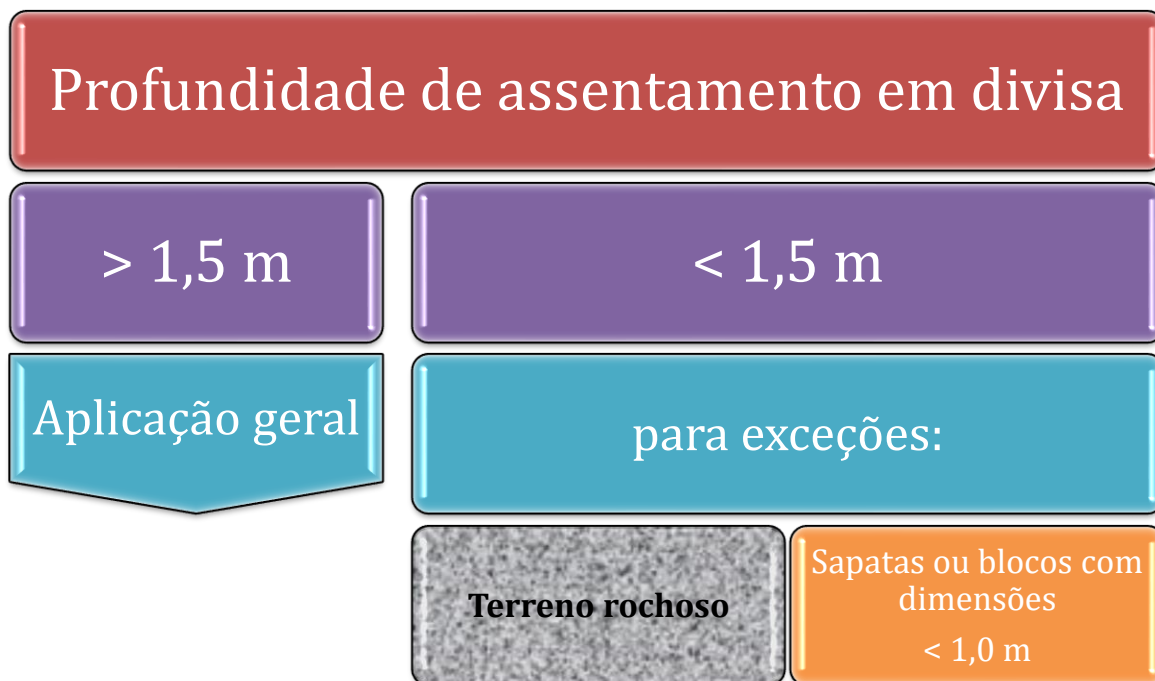 Profundidade de assentamento em divisa
> 1,5 m
< 1,5 m
Aplicação geral
para exceções:
Terreno rochoso
Sapatas ou blocos com
dimensões
< 1,0 m